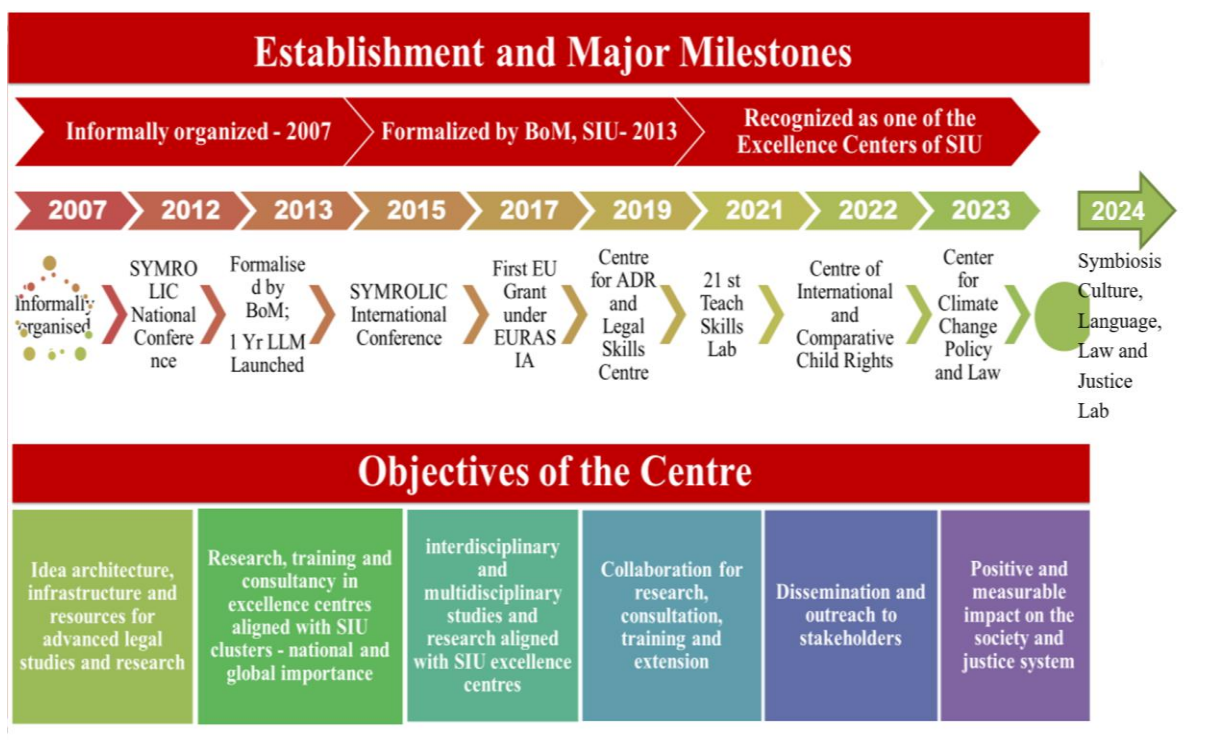 Establishment and Major Milestones
Informally organized - 2007
Formalized by BoM, SIU- 2013
Recognized as one of the
Excellence Centers of SIU
2007
2012
2013
2015
2017
2019
2021
2022
2023
2024
Informally
organised
SYMRO
LIC
National
Confere
nce
Formalise
d by
BoM;
1 Yr LLM
Launched
SYMROLIC
International
Conference
First EU
Grant
under
EURAS
IA
Centre
for ADR
and
Legal
Skills
Centre
21 st
Teach
Skills
Lab
Centre of
International
and
Comparative
Child Rights
Center
for
Climate
Change
Policy
and Law
Symbiosis
Culture,
Language,
Law and
Justice
Lab
Objectives of the Centre
Idea architecture,
infrastructure and
resources for
advanced legal
studies and research
Research, training and
consultancy in
excellence centres
aligned with SIU
clusters - national and
global importance
interdisciplinary
and
multidisciplinary
studies and
research aligned
with SIU excellence
centres
Collaboration for
research,
consultation,
training and
extension
Dissemination and
outreach to
stakeholders
Positive and
measurable
impact on the
society and
justice system